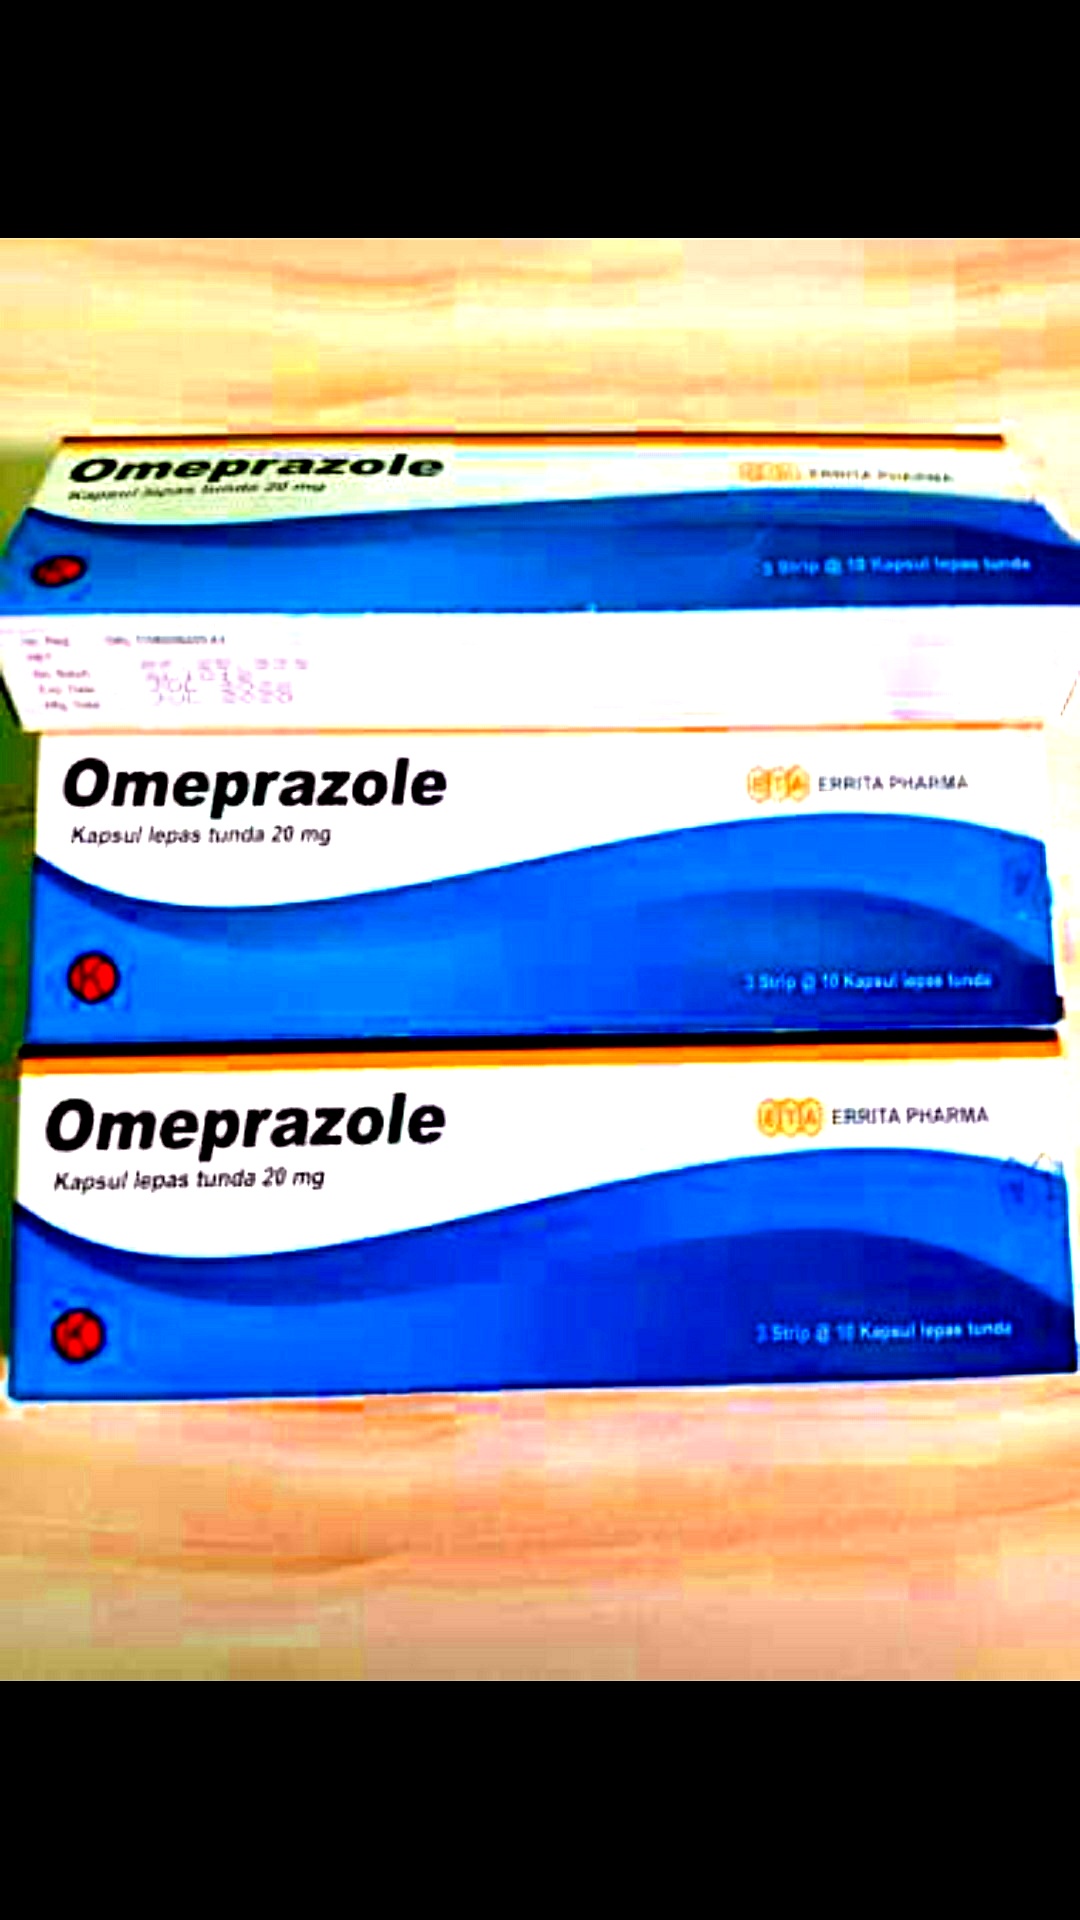 Omeprazole
Kapsul lepas tunda 20 mg
ERRITA PHARMA
3 Strip @ 10 Kapsul lepas tunda
Omeprazole
Kapsul lepas tunda 20 mg
ETA ERRITA PHARMA
K
3 Strip @ 10 Kapsul lepas tunda
Omeprazole
Kapsul lepas tunda 20 mg
ETA ERRITA PHARMA
K
3 Strip @ 10 Kapsul lepas tunda